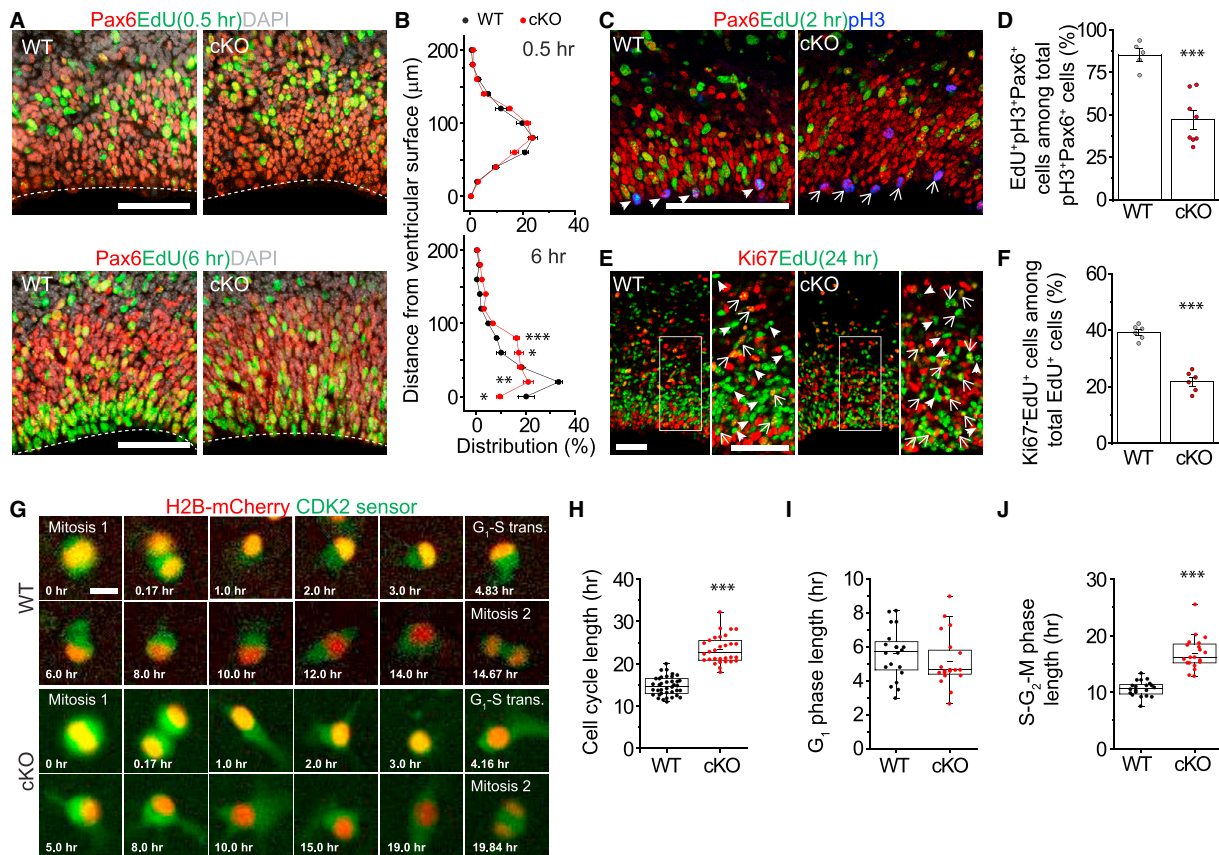 A
Pax6EdU(0.5 hr)DAPI
WT
cKO
Pax6EdU(6 hr)DAPI
WT
cKO
B
WT
cKO
0.5 hr
200
100
0
0
20
40
6 hr
200
100
0
***
*
**
*
0
20
40
Distance from ventricular surface (μm)
Distribution (%)
C
Pax6EdU(2 hr)pH3
WT
cKO
D
EdU⁺pH3⁺Pax6⁺
cells among total
pH3⁺Pax6⁺ cells (%)
100
75
50
25
0
***
WT
cKO
E
Ki67EdU(24 hr)
WT
cKO
F
Ki67⁻EdU⁺ cells among
total EdU⁺ cells (%)
60
40
20
0
***
WT
cKO
G
H2B-mCherry CDK2 sensor
WT
Mitosis 1
G₁-S trans.
0 hr
0.17 hr
1.0 hr
2.0 hr
3.0 hr
4.83 hr
Mitosis 2
6.0 hr
8.0 hr
10.0 hr
12.0 hr
14.0 hr
14.67 hr
cKO
Mitosis 1
G₁-S trans.
0 hr
0.17 hr
1.0 hr
2.0 hr
3.0 hr
4.16 hr
Mitosis 2
5.0 hr
8.0 hr
10.0 hr
15.0 hr
19.0 hr
19.84 hr
H
Cell cycle length (hr)
40
30
20
10
0
***
WT
cKO
I
G₁ phase length (hr)
10
8
6
4
2
0
WT
cKO
J
S-G₂-M phase
length (hr)
30
20
10
0
***
WT
cKO